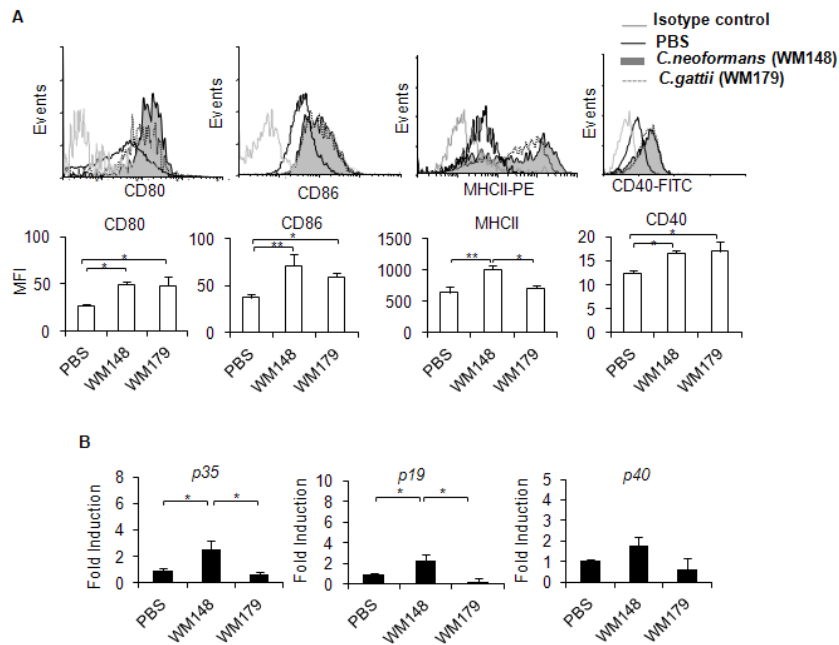 A
Isotype control
PBS
C.neoformans (WM148)
C.gattii (WM179)
Events
Events
Events
Events
CD80
CD86
MHCII-PE
CD40-FITC
CD80
CD86
MHCII
CD40
MFI
100
50
0
100
50
0
1500
1000
500
0
20
15
10
5
0
*
*
*
**
**
*
*
*
PBS
WM148
WM179
PBS
WM148
WM179
PBS
WM148
WM179
PBS
WM148
WM179
B
p35
p19
p40
Fold Induction
8
6
4
2
0
*
*
Fold Induction
10
8
6
4
2
0
*
*
Fold Induction
5
4
3
2
1
0
PBS
WM148
WM179
PBS
WM148
WM179
PBS
WM148
WM179